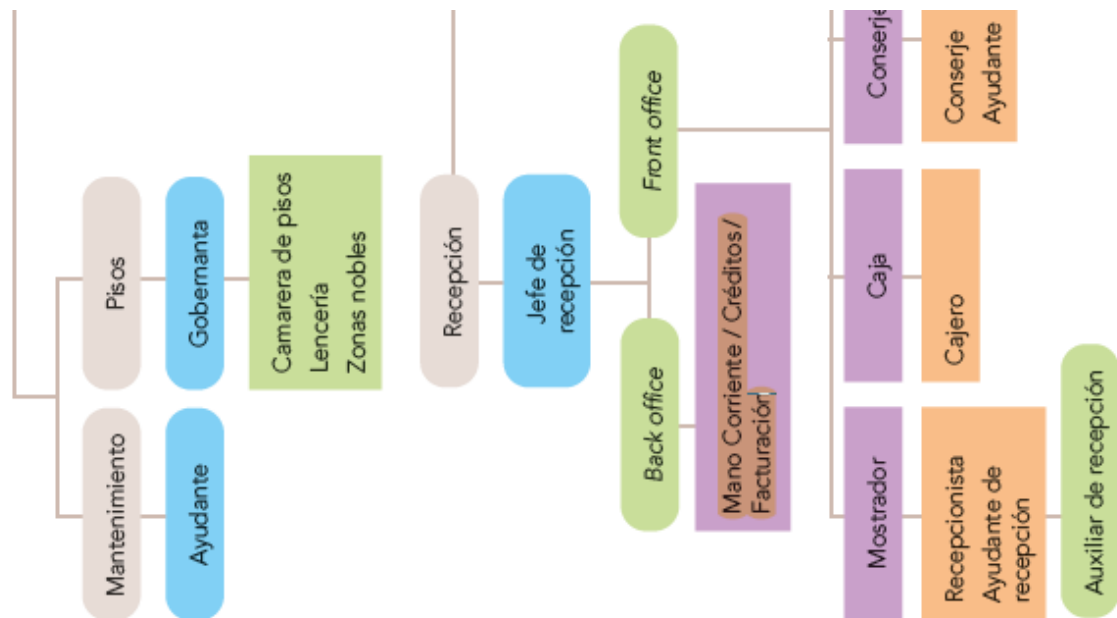 Mantenimiento
Ayudante
Pisos
Gobernanta
Camarera de pisos
Lencería
Zonas nobles
Recepción
Jefe de
recepción
Back office
Mano Corriente / Créditos /
Facturación
Front office
Mostrador
Recepcionista
Ayudante de
recepción
Auxiliar de recepción
Caja
Cajero
Conserje
Conserje
Ayudante